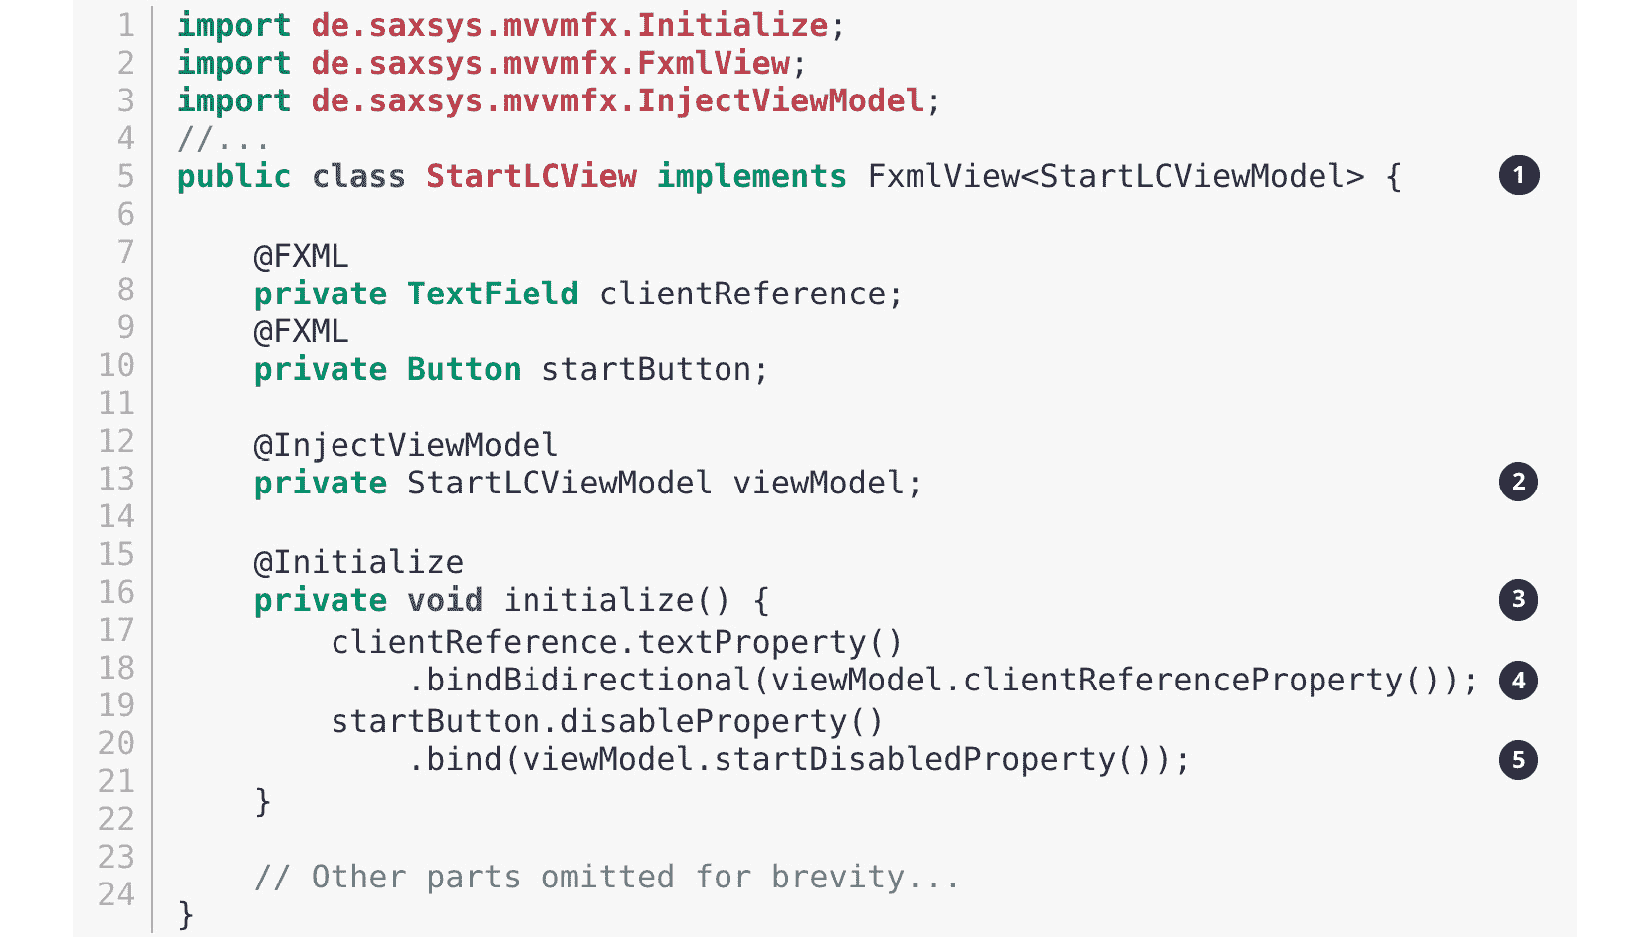 1 import de.saxsys.mvvmfx.Initialize;
2 import de.saxsys.mvvmfx.FxmlView;
3 import de.saxsys.mvvmfx.InjectViewModel;
4 //...
5 public class StartLCView implements FxmlView<StartLCViewModel> { 1
6
7 @FXML
8 private TextField clientReference;
9 @FXML
10 private Button startButton;
11
12 @InjectViewModel
13 private StartLCViewModel viewModel; 2
14
15 @Initialize
16 private void initialize() { 3
17 clientReference.textProperty()
18 .bindBidirectional(viewModel.clientReferenceProperty()); 4
19 startButton.disableProperty()
20 .bind(viewModel.startDisabledProperty()); 5
21 }
22
23 // Other parts omitted for brevity...
24 }